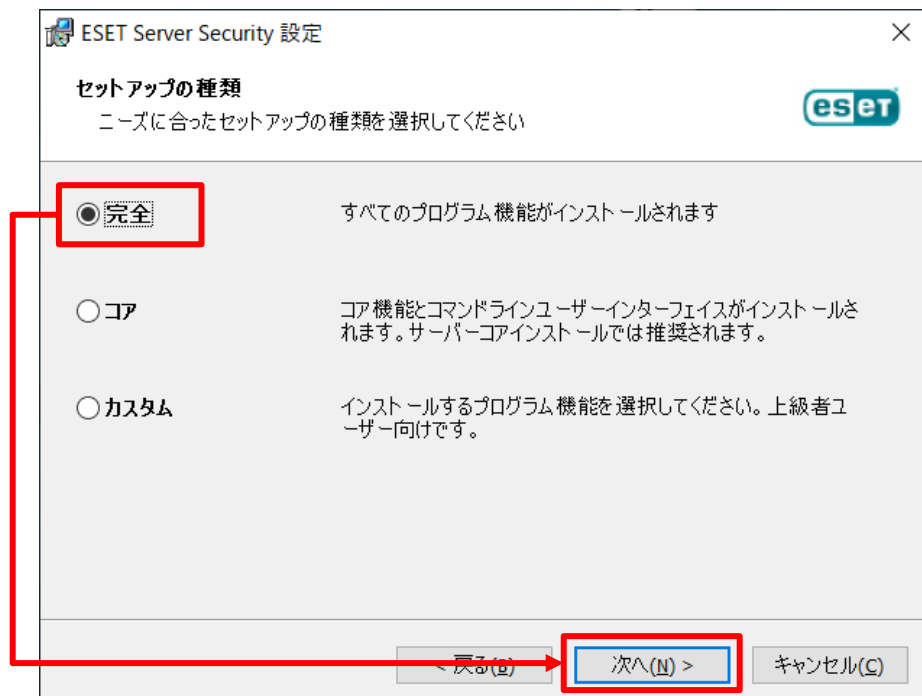 ESET Server Security 設定
セットアップの種類
ニーズに合ったセットアップの種類を選択してください
eseT
完全
すべてのプログラム機能がインストールされます
コア
コア機能とコマンドラインユーザーインターフェイスがインストールさ
れます。サーバーコアインストールでは推奨されます。
カスタム
インストールするプログラム機能を選択してください。上級者ユ
ーザー向けです。
< 戻る(B)
次へ(N) >
キャンセル(C)